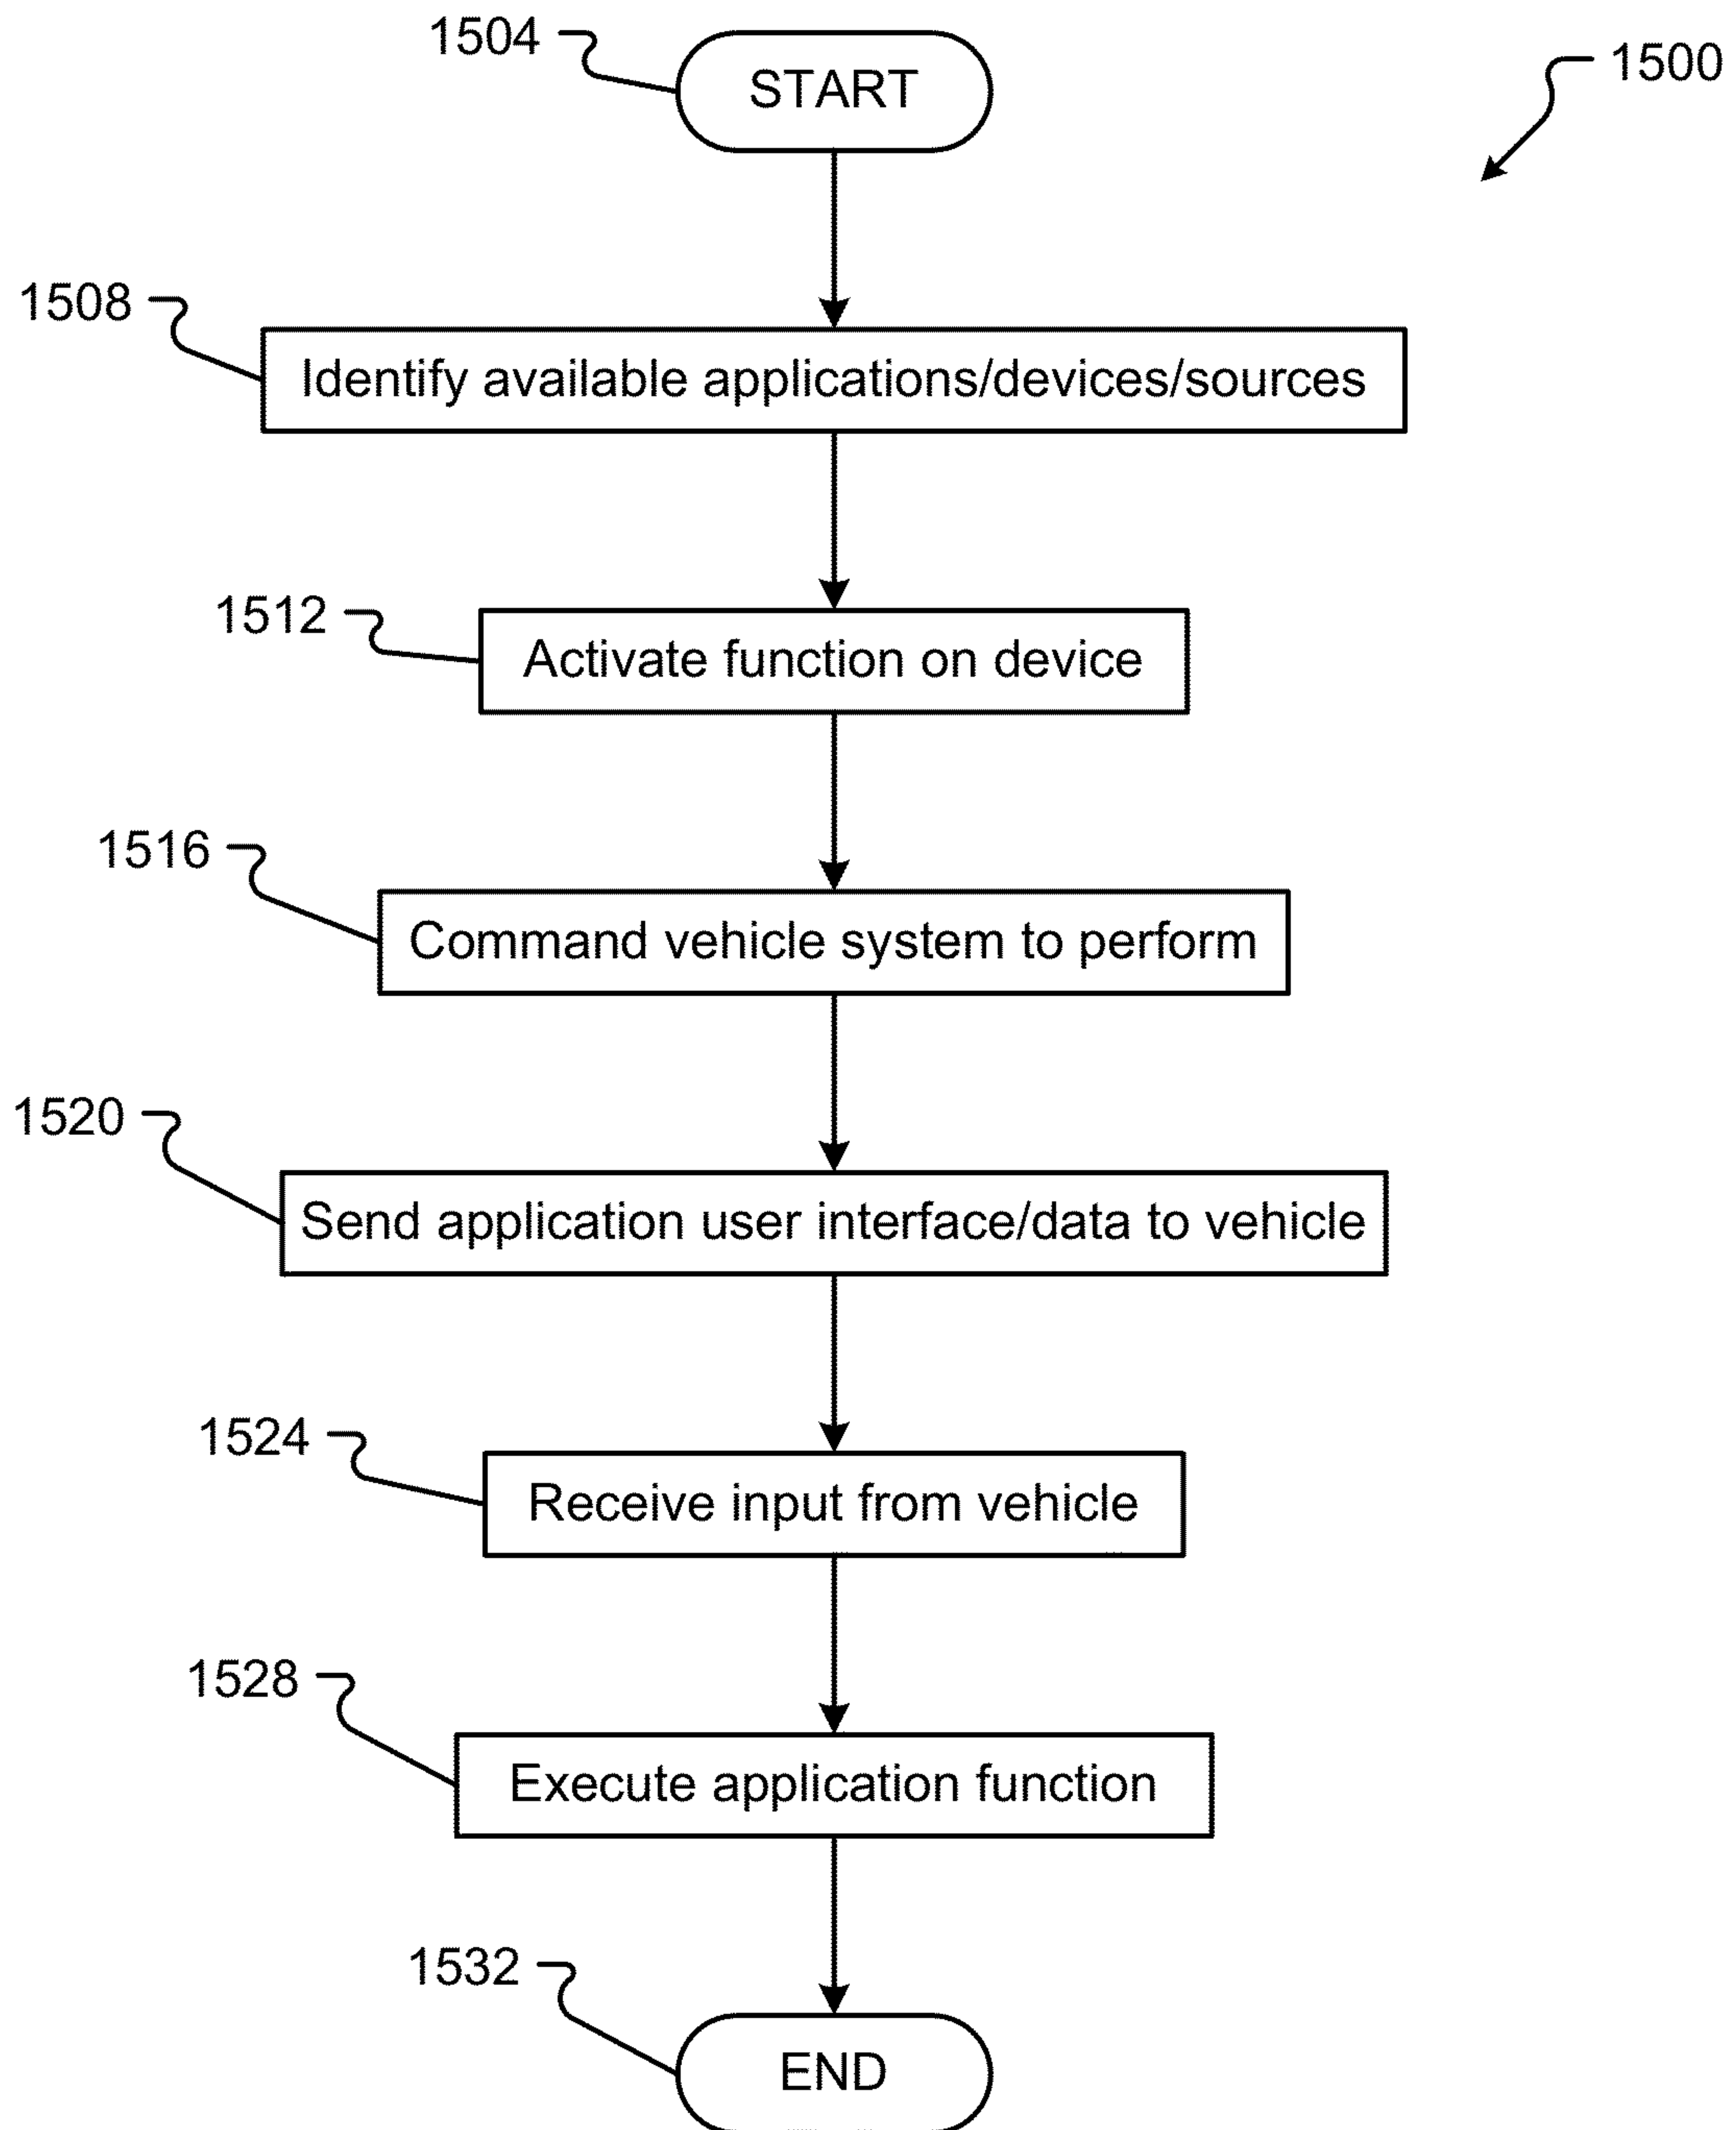 1504
START
1500
1508
Identify available applications/devices/sources
1512
Activate function on device
1516
Command vehicle system to perform
1520
Send application user interface/data to vehicle
1524
Receive input from vehicle
1528
Execute application function
1532
END